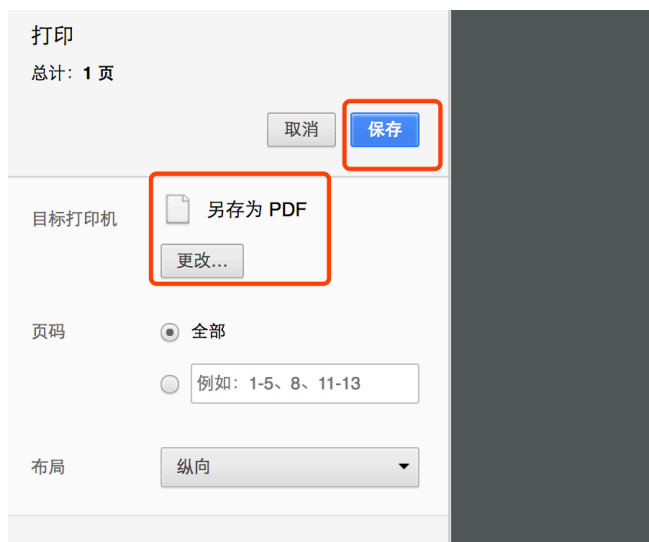 打印
总计：1 页
取消 保存
目标打印机 另存为 PDF
更改...
页码 全部
例如：1-5、8、11-13
布局 纵向